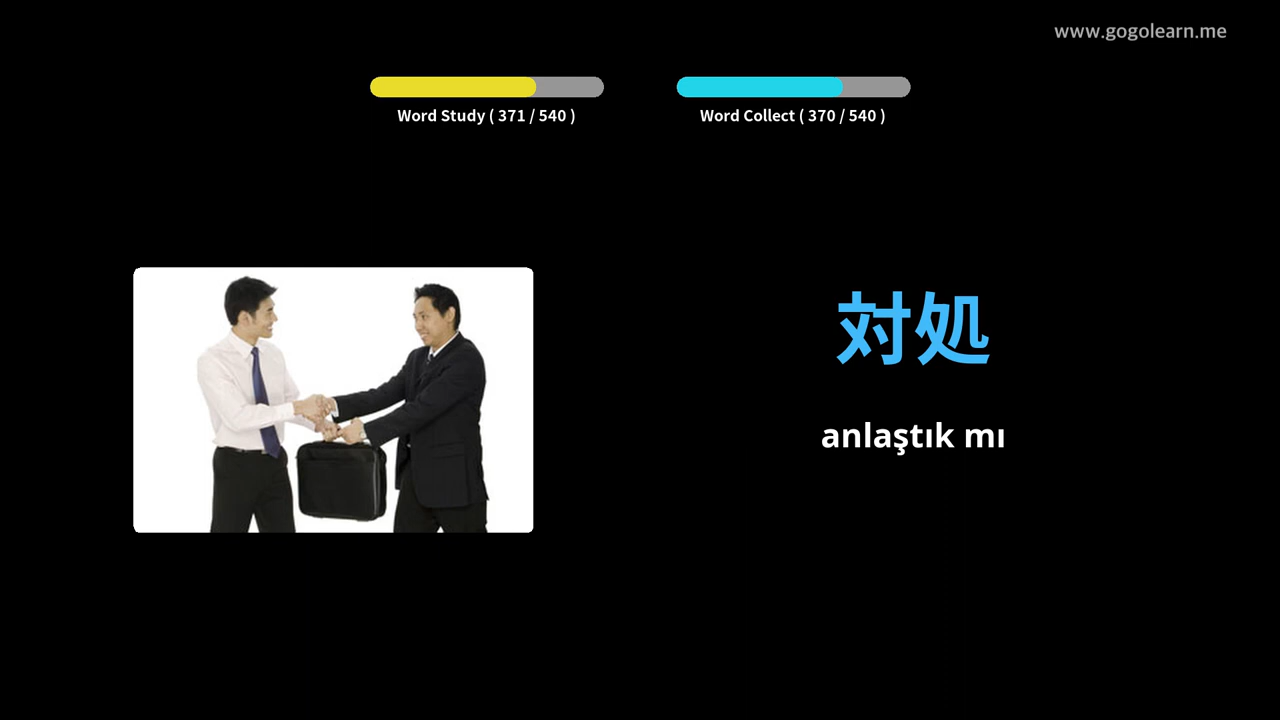 www.gogolearn.me
Word Study ( 371 / 540 )
Word Collect ( 370 / 540 )
対処
anlaştık mı